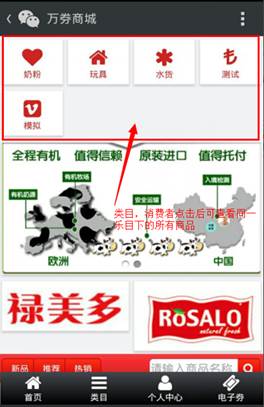 万券商城
奶粉 玩具 水货 测试
模拟
全程有机 值得信赖 原装进口 值得托付
有机牧场
入境检测
有机奶源
安全运输
类目，消费者点击后可查看同一
乐目下的所有商品
欧洲 中国
禄美多
RōSALO
natural fresh
新品 推荐 热销 请输入商品名称
首页 类目 个人中心 电子券